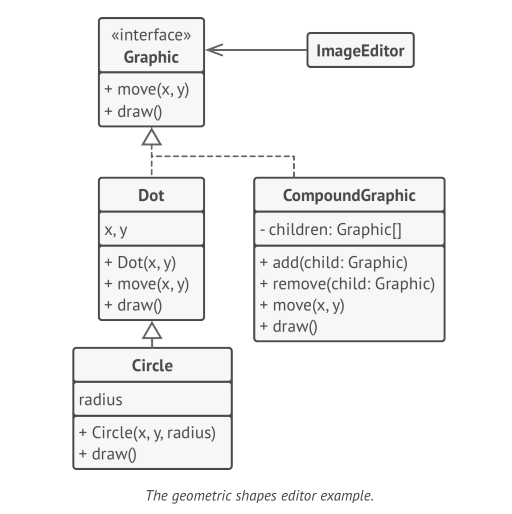 «interface»
Graphic
+ move(x, y)
+ draw()
ImageEditor
Dot
x, y
+ Dot(x, y)
+ move(x, y)
+ draw()
CompoundGraphic
- children: Graphic[]
+ add(child: Graphic)
+ remove(child: Graphic)
+ move(x, y)
+ draw()
Circle
radius
+ Circle(x, y, radius)
+ draw()
The geometric shapes editor example.